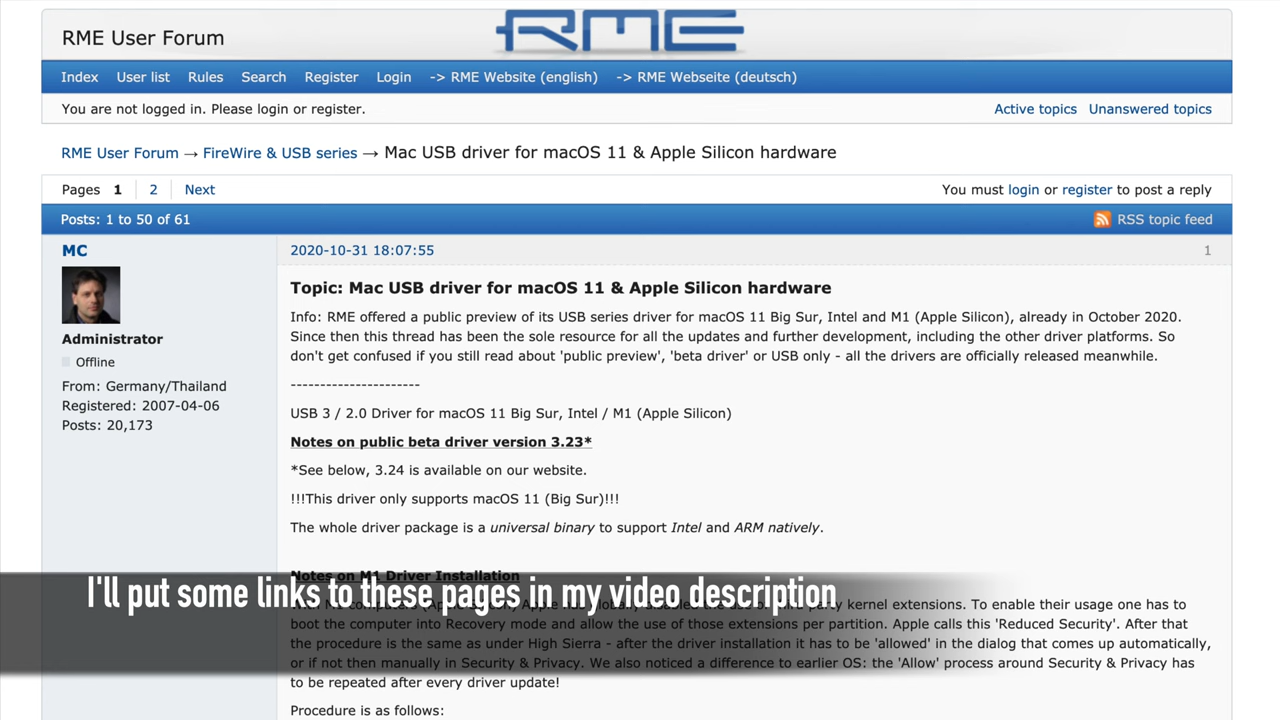 RME User Forum
RME
Index User list Rules Search Register Login -> RME Website (english) -> RME Webseite (deutsch)
You are not logged in. Please login or register.
Active topics Unanswered topics
RME User Forum → FireWire & USB series → Mac USB driver for macOS 11 & Apple Silicon hardware
Pages 1 2 Next
You must login or register to post a reply
Posts: 1 to 50 of 61
RSS topic feed
MC
2020-10-31 18:07:55
1
Administrator
Offline
From: Germany/Thailand
Registered: 2007-04-06
Posts: 20,173
Topic: Mac USB driver for macOS 11 & Apple Silicon hardware
Info: RME offered a public preview of its USB series driver for macOS 11 Big Sur, Intel and M1 (Apple Silicon), already in October 2020.
Since then this thread has been the sole resource for all the updates and further development, including the other driver platforms. So
don't get confused if you still read about 'public preview', 'beta driver' or USB only - all the drivers are officially released meanwhile.
----------------------
USB 3 / 2.0 Driver for macOS 11 Big Sur, Intel / M1 (Apple Silicon)
Notes on public beta driver version 3.23*
*See below, 3.24 is available on our website.
!!!This driver only supports macOS 11 (Big Sur)!!!
The whole driver package is a universal binary to support Intel and ARM natively.
Notes on M1 Driver Installation
I'll put some links to these pages in my video description
kernel extensions. To enable their usage one has to
boot the computer into Recovery mode and allow the use of those extensions per partition. Apple calls this 'Reduced Security'. After that
the procedure is the same as under High Sierra - after the driver installation it has to be 'allowed' in the dialog that comes up automatically,
or if not then manually in Security & Privacy. We also noticed a difference to earlier OS: the 'Allow' process around Security & Privacy has
to be repeated after every driver update!
Procedure is as follows: